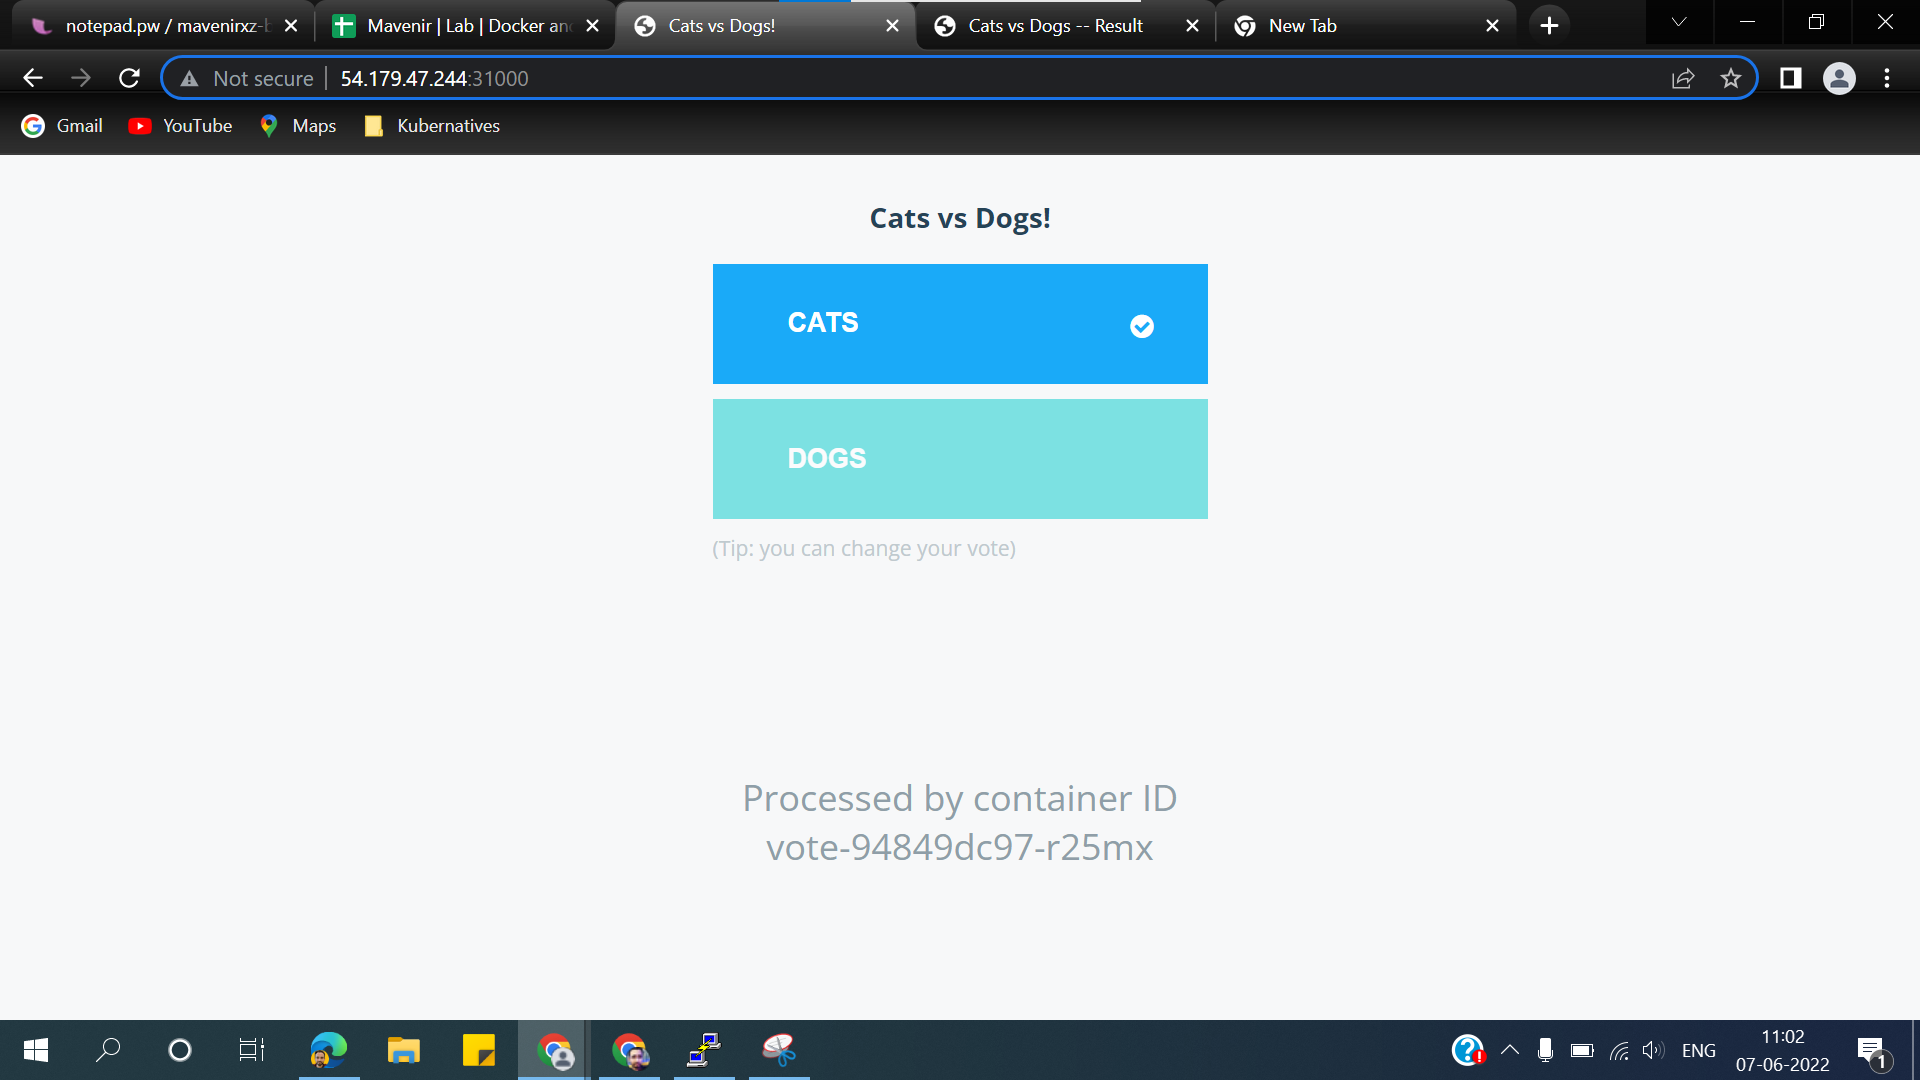 notepad.pw / mavenirxz-b
Mavenir | Lab | Docker and
Cats vs Dogs!
Cats vs Dogs -- Result
New Tab
Not secure | 54.179.47.244:31000
Gmail
YouTube
Maps
Kubernatives
Cats vs Dogs!
CATS
DOGS
(Tip: you can change your vote)
Processed by container ID
vote-94849dc97-r25mx
ENG
11:02
07-06-2022
1